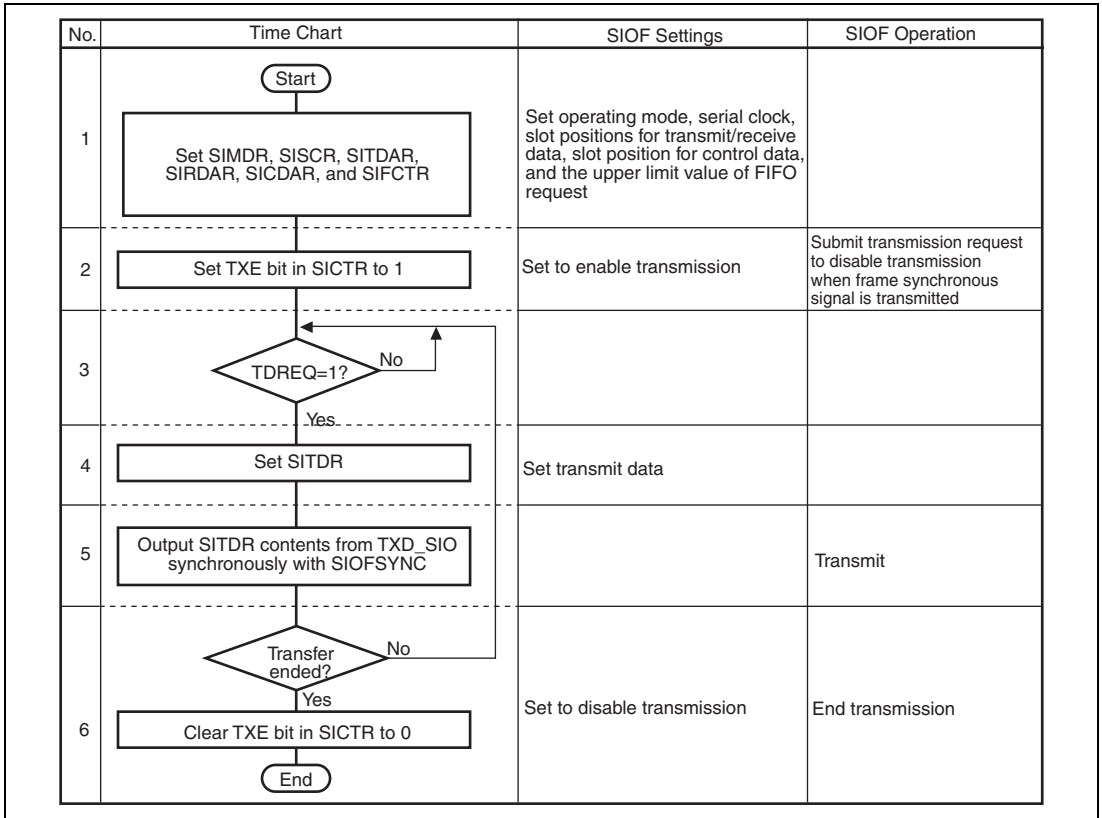 No.
Time Chart
SIOF Settings
SIOF Operation
Start
1
Set SIMDR, SISCR, SITDAR,
SIRDAR, SICDAR, and SIFCTR
Set operating mode, serial clock,
slot positions for transmit/receive
data, slot position for control data,
and the upper limit value of FIFO
request
2
Set TXE bit in SICTR to 1
Set to enable transmission
Submit transmission request
to disable transmission
when frame synchronous
signal is transmitted
3
TDREQ=1?
No
Yes
4
Set SITDR
Set transmit data
5
Output SITDR contents from TXD_SIO
synchronously with SIOFSYNC
Transmit
Transfer
ended?
No
Yes
6
Clear TXE bit in SICTR to 0
Set to disable transmission
End transmission
End